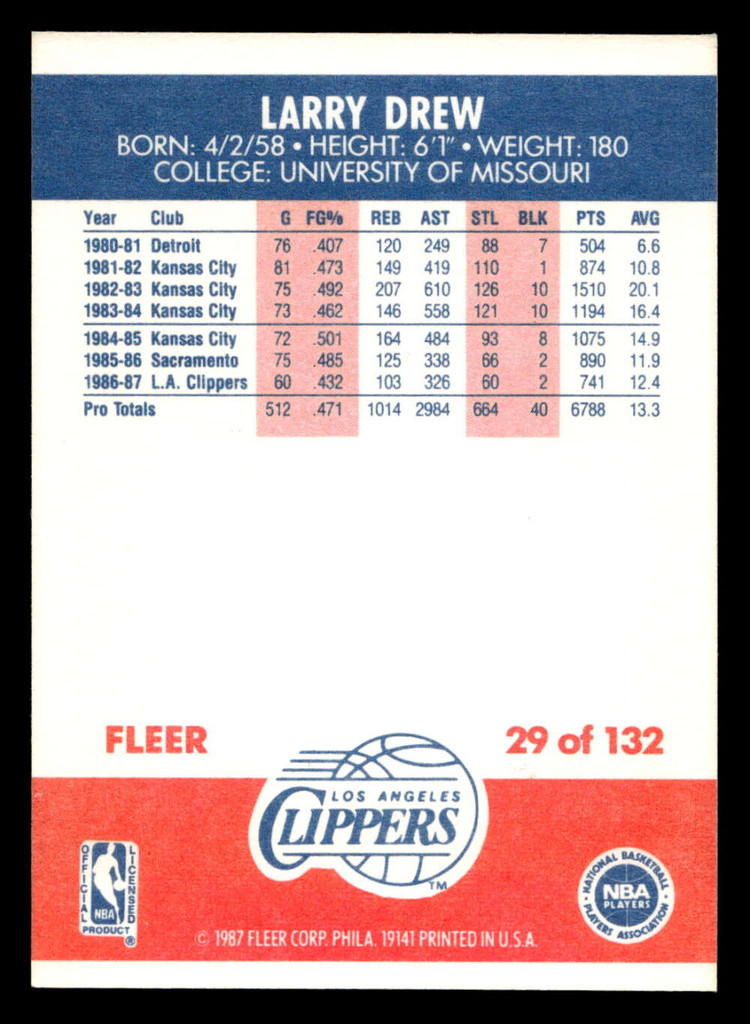 LARRY DREW
BORN: 4/2/58 • HEIGHT: 6'1" • WEIGHT: 180
COLLEGE: UNIVERSITY OF MISSOURI
Year Club G FG% REB AST STL BLK PTS AVG
1980-81 Detroit 76 .407 120 249 88 7 504 6.6
1981-82 Kansas City 81 .473 149 419 110 1 874 10.8
1982-83 Kansas City 75 .492 207 610 126 10 1510 20.1
1983-84 Kansas City 73 .462 146 558 121 10 1194 16.4
1984-85 Kansas City 72 .501 164 484 93 8 1075 14.9
1985-86 Sacramento 75 .485 125 338 66 2 890 11.9
1986-87 L.A. Clippers 60 .432 103 326 60 2 741 12.4
Pro Totals 512 .471 1014 2984 664 40 6788 13.3
FLEER 29 of 132
LOS ANGELES
CLIPPERS
TM
OFFICIAL LICENSED
NBA
PRODUCT ®
NATIONAL BASKETBALL
NBA
PLAYERS
PLAYERS ASSOCIATION
© 1987 FLEER CORP. PHILA. 19141 PRINTED IN U.S.A.